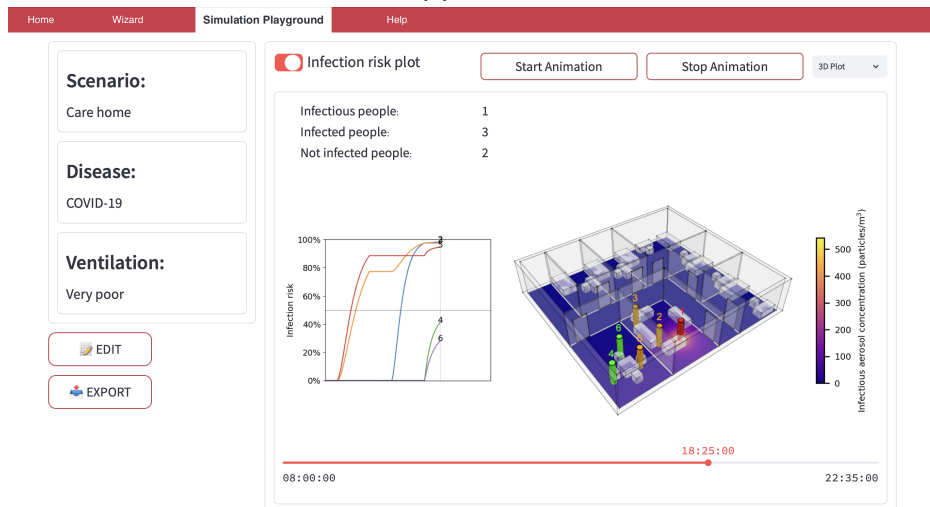 Home Wizard Simulation Playground Help
Scenario:
Care home
Disease:
COVID-19
Ventilation:
Very poor
EDIT
EXPORT
Infection risk plot
Start Animation
Stop Animation
3D Plot
Infectious people: 1
Infected people: 3
Not infected people: 2
Infection risk
100%
80%
60%
40%
20%
0%
4
6
3
2
6
4
Infectious aerosol concentration (particles/m³)
500
400
300
200
100
0
18:25:00
08:00:00 22:35:00